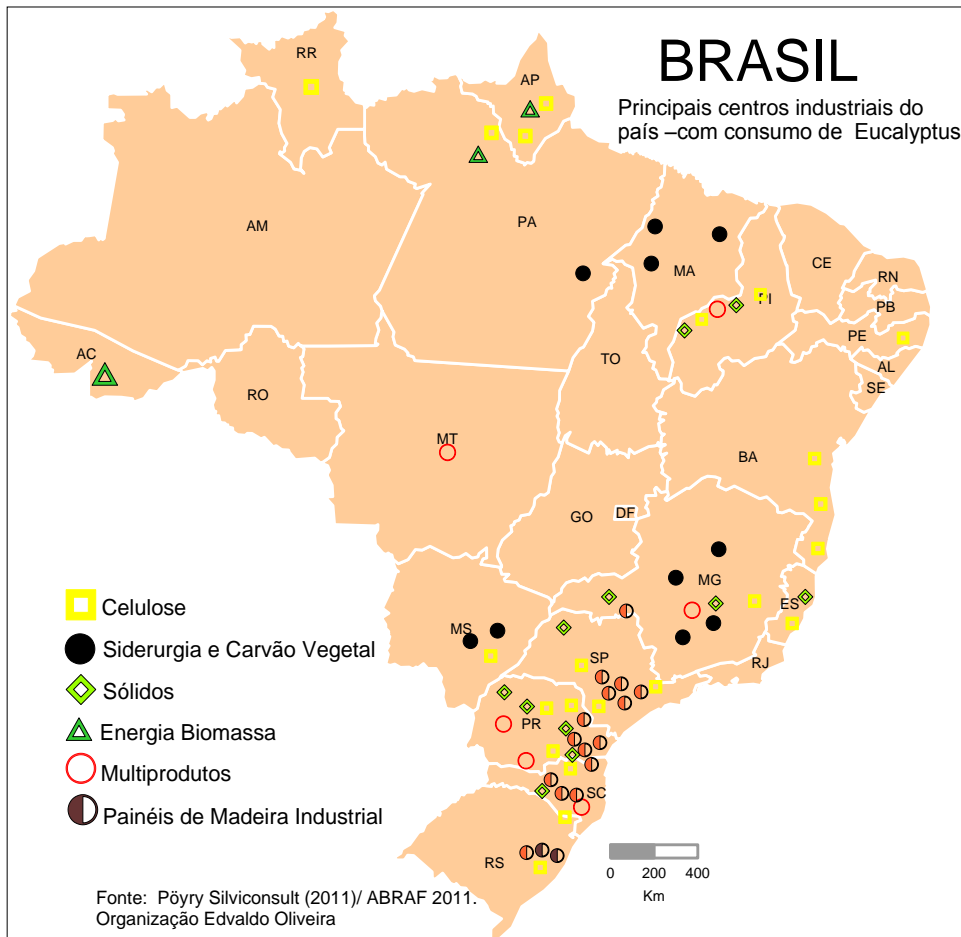 BRASIL
Principais centros industriais do
país –com consumo de Eucalyptus
RR
AP
AM
PA
MA
CE
RN
PI
PB
PE
AL
SE
AC
TO
RO
MT
BA
GO
DF
MG
ES
MS
SP
RJ
PR
SC
RS
Celulose
Siderurgia e Carvão Vegetal
Sólidos
Energia Biomassa
Multiprodutos
Painéis de Madeira Industrial
0 200 400
Km
Fonte: Pöyry Silviconsult (2011)/ ABRAF 2011.
Organização Edvaldo Oliveira